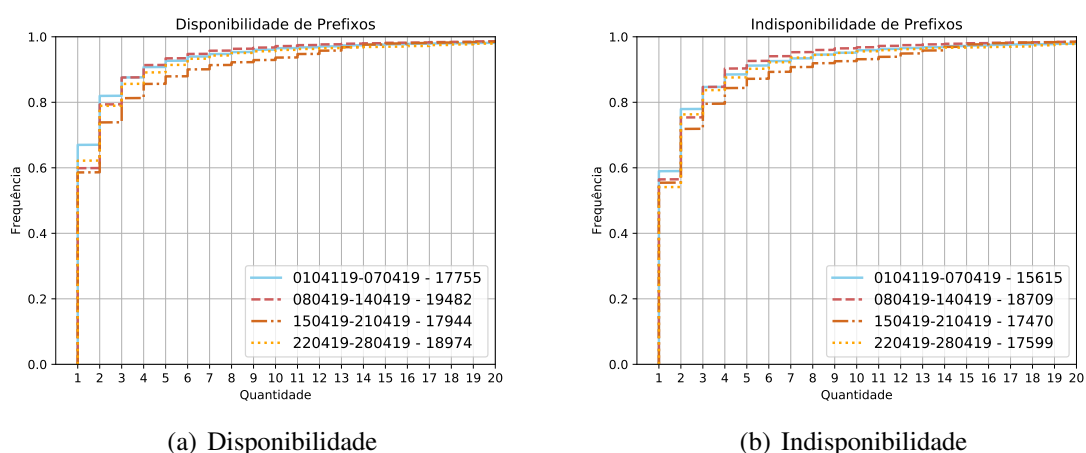 Disponibilidade de Prefixos
1.0
0.8
0.6
0.4
0.2
0.0
Frequência
0104119-070419 - 17755
080419-140419 - 19482
150419-210419 - 17944
220419-280419 - 18974
1 2 3 4 5 6 7 8 9 10 11 12 13 14 15 16 17 18 19 20
Quantidade
(a) Disponibilidade
Indisponibilidade de Prefixos
1.0
0.8
0.6
0.4
0.2
0.0
Frequência
0104119-070419 - 15615
080419-140419 - 18709
150419-210419 - 17470
220419-280419 - 17599
1 2 3 4 5 6 7 8 9 10 11 12 13 14 15 16 17 18 19 20
Quantidade
(b) Indisponibilidade